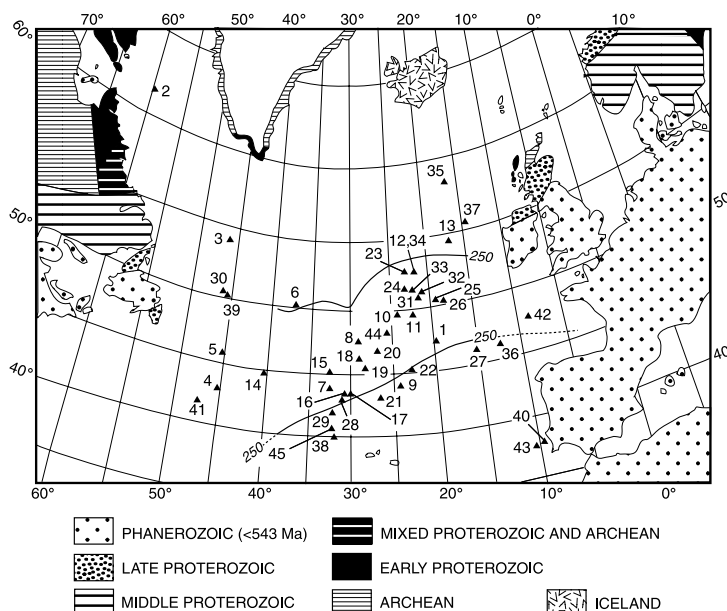 60° 70° 50° 40° 30° 20° 10° 0° 10°
2
35
50° 50°
37
13
3 12,34
23 250
33
30 6 24 32
31 25
39 26
10 11 42
44 1 250
8
5 18 20 27 36 40°
15 19 22
40° 4 14 7 9
41 16 21
17 40
29 28
250 45 38 43
60° 50° 40° 30° 20° 10° 0°
PHANEROZOIC (<543 Ma) MIXED PROTEROZOIC AND ARCHEAN
LATE PROTEROZOIC EARLY PROTEROZOIC
MIDDLE PROTEROZOIC ARCHEAN ICELAND